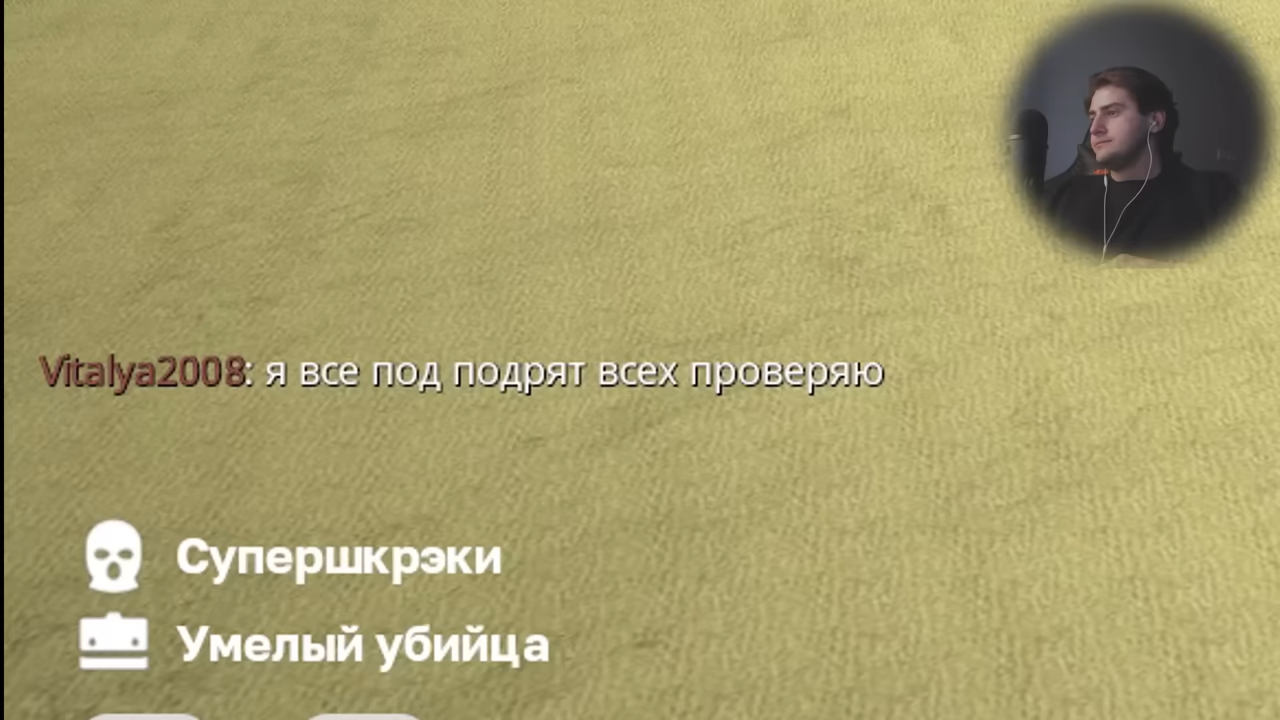 Vitalya2008: я все под подрят всех проверяю
Супершкрэки
Умелый убийца